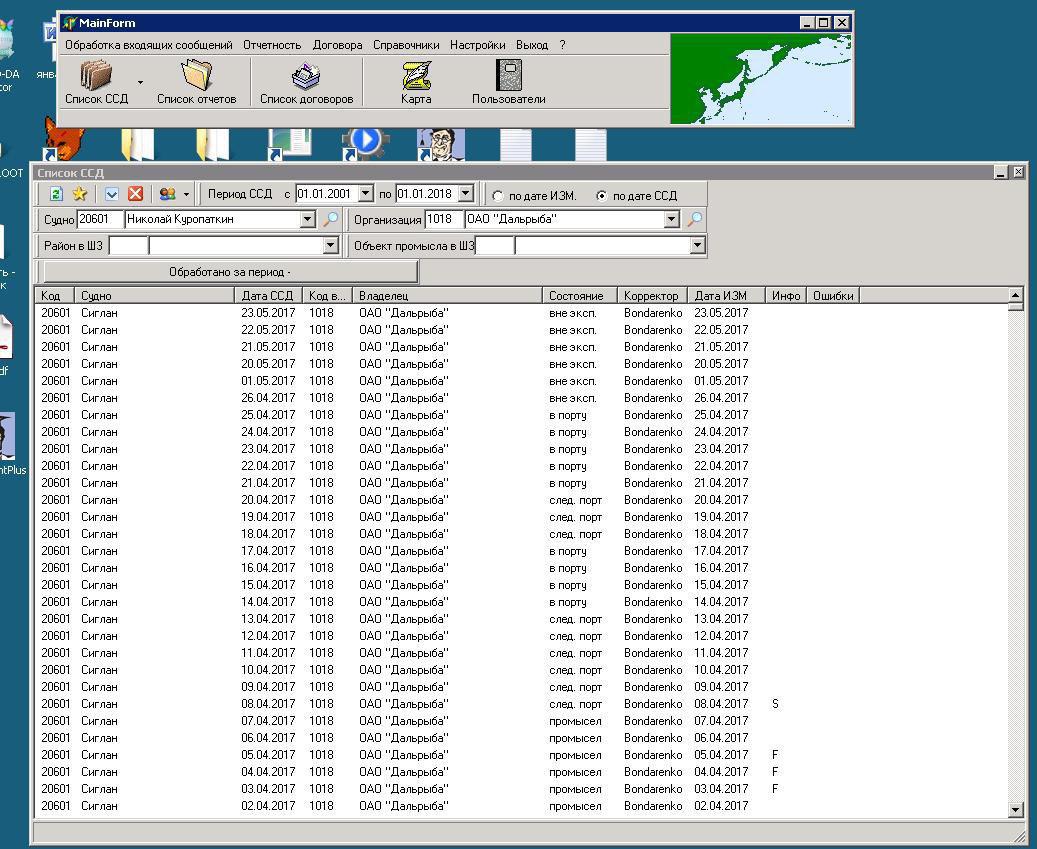 MainForm
Обработка входящих сообщений Отчетность Договора Справочники Настройки Выход ?
Список ССД Список отчетов Список договоров Карта Пользователи
Список ССД
Период ССД с 01.01.2001 по 01.01.2018 по дате ИЗМ. по дате ССД
Судно 20601 Николай Куропаткин Организация 1018 ОАО "Дальрыба"
Район в ШЗ Объект промысла в ШЗ
Обработано за период -
Код Судно Дата ССД Код в... Владелец Состояние Корректор Дата ИЗМ Инфо Ошибки
20601 Сиглан 23.05.2017 1018 ОАО "Дальрыба" вне эксп. Bondarenko 23.05.2017
20601 Сиглан 22.05.2017 1018 ОАО "Дальрыба" вне эксп. Bondarenko 22.05.2017
20601 Сиглан 21.05.2017 1018 ОАО "Дальрыба" вне эксп. Bondarenko 21.05.2017
20601 Сиглан 20.05.2017 1018 ОАО "Дальрыба" вне эксп. Bondarenko 20.05.2017
20601 Сиглан 01.05.2017 1018 ОАО "Дальрыба" вне эксп. Bondarenko 01.05.2017
20601 Сиглан 26.04.2017 1018 ОАО "Дальрыба" вне эксп. Bondarenko 26.04.2017
20601 Сиглан 25.04.2017 1018 ОАО "Дальрыба" в порту Bondarenko 25.04.2017
20601 Сиглан 24.04.2017 1018 ОАО "Дальрыба" в порту Bondarenko 24.04.2017
20601 Сиглан 23.04.2017 1018 ОАО "Дальрыба" в порту Bondarenko 23.04.2017
20601 Сиглан 22.04.2017 1018 ОАО "Дальрыба" в порту Bondarenko 22.04.2017
20601 Сиглан 21.04.2017 1018 ОАО "Дальрыба" в порту Bondarenko 21.04.2017
20601 Сиглан 20.04.2017 1018 ОАО "Дальрыба" след. порт Bondarenko 20.04.2017
20601 Сиглан 19.04.2017 1018 ОАО "Дальрыба" след. порт Bondarenko 19.04.2017
20601 Сиглан 18.04.2017 1018 ОАО "Дальрыба" след. порт Bondarenko 18.04.2017
20601 Сиглан 17.04.2017 1018 ОАО "Дальрыба" в порту Bondarenko 17.04.2017
20601 Сиглан 16.04.2017 1018 ОАО "Дальрыба" в порту Bondarenko 16.04.2017
20601 Сиглан 15.04.2017 1018 ОАО "Дальрыба" в порту Bondarenko 15.04.2017
20601 Сиглан 14.04.2017 1018 ОАО "Дальрыба" в порту Bondarenko 14.04.2017
20601 Сиглан 13.04.2017 1018 ОАО "Дальрыба" след. порт Bondarenko 13.04.2017
20601 Сиглан 12.04.2017 1018 ОАО "Дальрыба" след. порт Bondarenko 12.04.2017
20601 Сиглан 11.04.2017 1018 ОАО "Дальрыба" след. порт Bondarenko 11.04.2017
20601 Сиглан 10.04.2017 1018 ОАО "Дальрыба" след. порт Bondarenko 10.04.2017
20601 Сиглан 09.04.2017 1018 ОАО "Дальрыба" след. порт Bondarenko 09.04.2017
20601 Сиглан 08.04.2017 1018 ОАО "Дальрыба" след. порт Bondarenko 08.04.2017 S
20601 Сиглан 07.04.2017 1018 ОАО "Дальрыба" промысел Bondarenko 07.04.2017
20601 Сиглан 06.04.2017 1018 ОАО "Дальрыба" промысел Bondarenko 06.04.2017
20601 Сиглан 05.04.2017 1018 ОАО "Дальрыба" промысел Bondarenko 05.04.2017 F
20601 Сиглан 04.04.2017 1018 ОАО "Дальрыба" промысел Bondarenko 04.04.2017 F
20601 Сиглан 03.04.2017 1018 ОАО "Дальрыба" промысел Bondarenko 03.04.2017 F
20601 Сиглан 02.04.2017 1018 ОАО "Дальрыба" промысел Bondarenko 02.04.2017